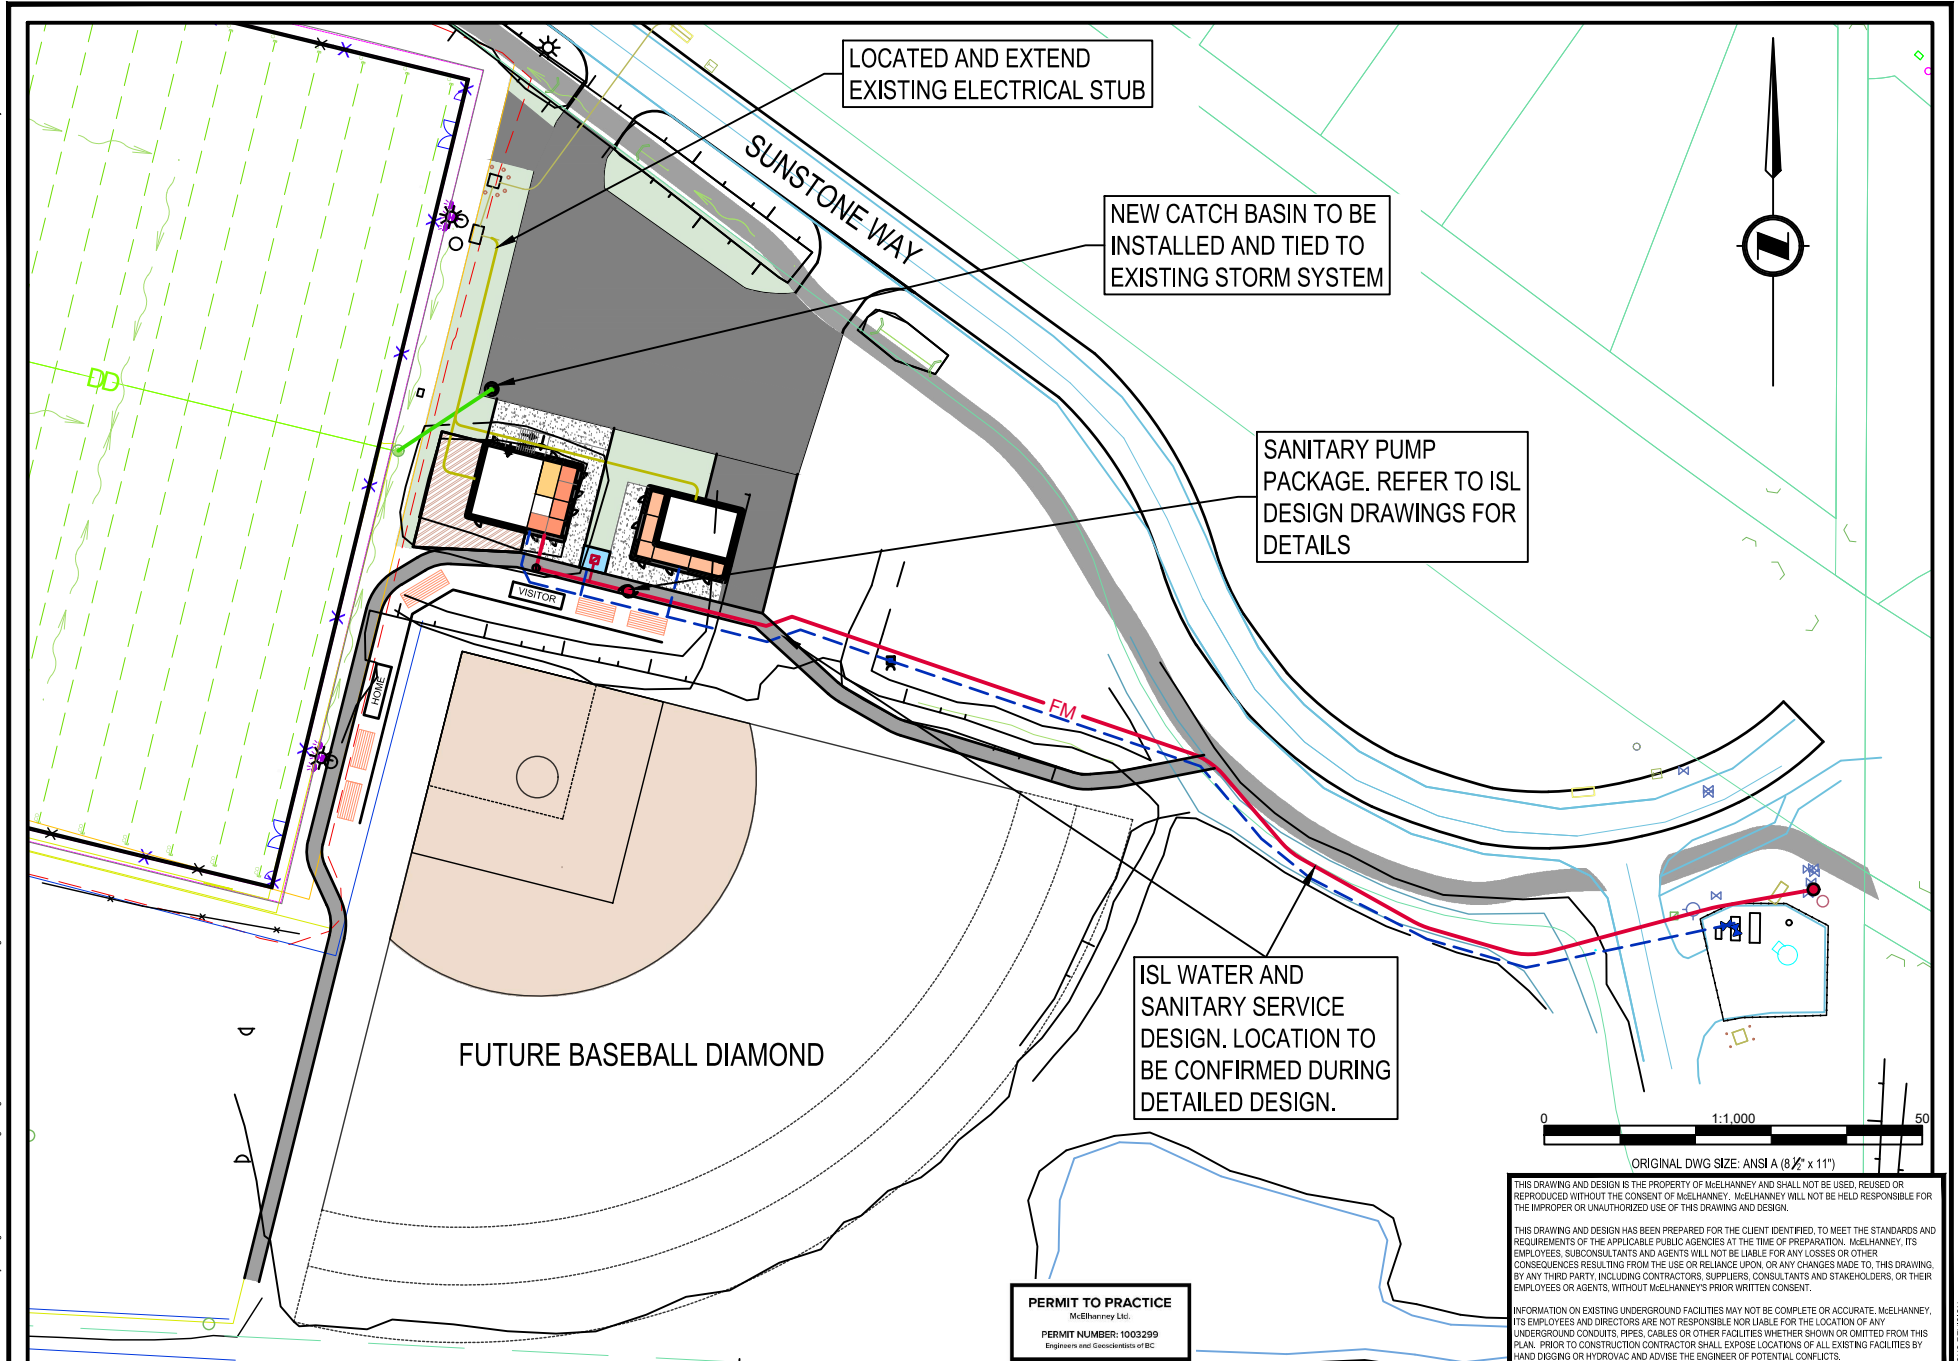 LOCATED AND EXTEND
EXISTING ELECTRICAL STUB
SUNSTONE WAY
NEW CATCH BASIN TO BE
INSTALLED AND TIED TO
EXISTING STORM SYSTEM
SANITARY PUMP
PACKAGE. REFER TO ISL
DESIGN DRAWINGS FOR
DETAILS
VISITOR
HOME
FM
ISL WATER AND
SANITARY SERVICE
DESIGN. LOCATION TO
BE CONFIRMED DURING
DETAILED DESIGN.
FUTURE BASEBALL DIAMOND
0 1:1,000 50
ORIGINAL DWG SIZE: ANSI A (8 ½" x 11")
THIS DRAWING AND DESIGN IS THE PROPERTY OF McELHANNEY AND SHALL NOT BE USED, REUSED OR
REPRODUCED WITHOUT THE CONSENT OF McELHANNEY. McELHANNEY WILL NOT BE HELD RESPONSIBLE FOR
THE IMPROPER OR UNAUTHORIZED USE OF THIS DRAWING AND DESIGN.
THIS DRAWING AND DESIGN HAS BEEN PREPARED FOR THE CLIENT IDENTIFIED, TO MEET THE STANDARDS AND
REQUIREMENTS OF THE APPLICABLE PUBLIC AGENCIES AT THE TIME OF PREPARATION. McELHANNEY, ITS
EMPLOYEES, SUBCONSULTANTS AND AGENTS WILL NOT BE LIABLE FOR ANY LOSSES OR OTHER
CONSEQUENCES RESULTING FROM THE USE OR RELIANCE UPON, OR ANY CHANGES MADE TO, THIS DRAWING,
BY ANY THIRD PARTY, INCLUDING CONTRACTORS, SUPPLIERS, CONSULTANTS AND STAKEHOLDERS, OR THEIR
EMPLOYEES OR AGENTS, WITHOUT McELHANNEY'S PRIOR WRITTEN CONSENT.
INFORMATION ON EXISTING UNDERGROUND FACILITIES MAY NOT BE COMPLETE OR ACCURATE. McELHANNEY,
ITS EMPLOYEES AND DIRECTORS ARE NOT RESPONSIBLE NOR LIABLE FOR THE LOCATION OF ANY
UNDERGROUND CONDUITS, PIPES, CABLES OR OTHER FACILITIES WHETHER SHOWN OR OMITTED FROM THIS
PLAN. PRIOR TO CONSTRUCTION CONTRACTOR SHALL EXPOSE LOCATIONS OF ALL EXISTING FACILITIES BY
HAND DIGGING OR HYDROVAC AND ADVISE THE ENGINEER OF POTENTIAL CONFLICTS.
PERMIT TO PRACTICE
McElhanney Ltd.
PERMIT NUMBER: 1003299
Engineers and Geoscientists of BC